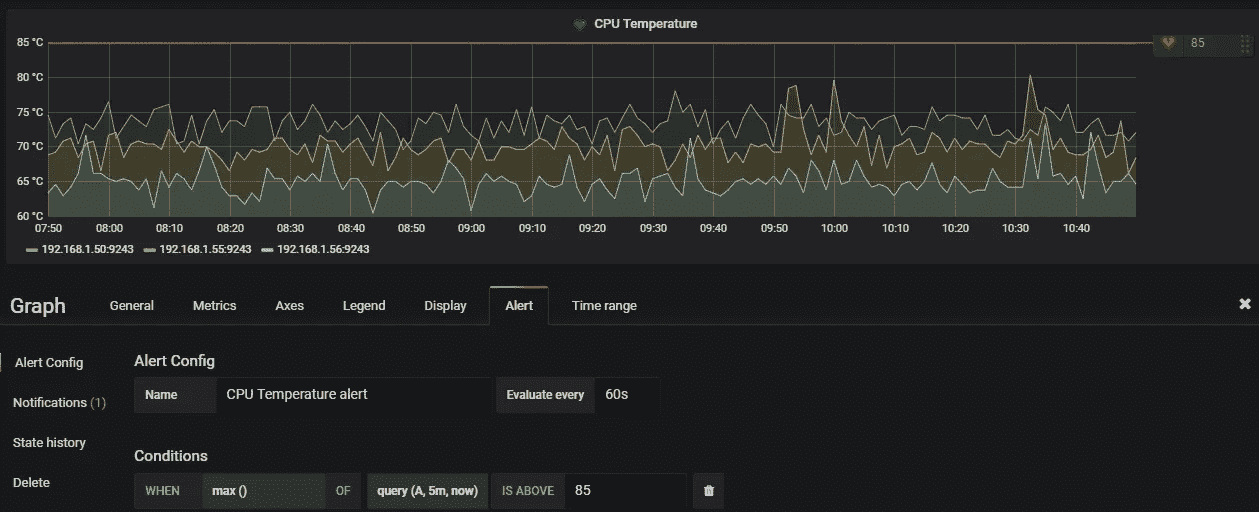 CPU Temperature
85 °C
85
80 °C
75 °C
70 °C
65 °C
60 °C
07:50 08:00 08:10 08:20 08:30 08:40 08:50 09:00 09:10 09:20 09:30 09:40 09:50 10:00 10:10 10:20 10:30 10:40
192.168.1.50:9243 192.168.1.55:9243 192.168.1.56:9243
Graph General Metrics Axes Legend Display Alert Time range
Alert Config
Notifications (1)
State history
Delete
Alert Config
Name CPU Temperature alert Evaluate every 60s
Conditions
WHEN max () OF query (A, 5m, now) IS ABOVE 85